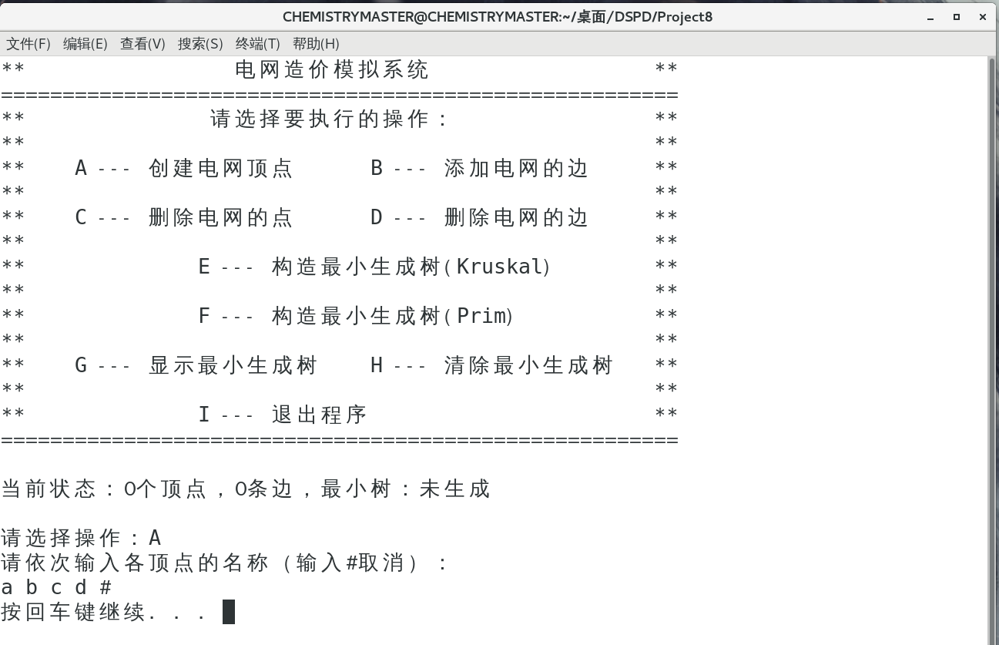 CHEMISTRYMASTER@CHEMISTRYMASTER:~/桌面/DSPD/Project8
文件(F) 编辑(E) 查看(V) 搜索(S) 终端(T) 帮助(H)
** 电网造价模拟系统 **
=======================================================
** 请选择要执行的操作： **
** **
** A --- 创建电网顶点 B --- 添加电网的边 **
** **
** C --- 删除电网的点 D --- 删除电网的边 **
** **
** E --- 构造最小生成树(Kruskal) **
** **
** F --- 构造最小生成树(Prim) **
** **
** G --- 显示最小生成树 H --- 清除最小生成树 **
** **
** I --- 退出程序 **
=======================================================
当前状态：0个顶点，0条边，最小树：未生成
请选择操作：A
请依次输入各顶点的名称（输入#取消）：
a b c d #
按回车键继续. . .